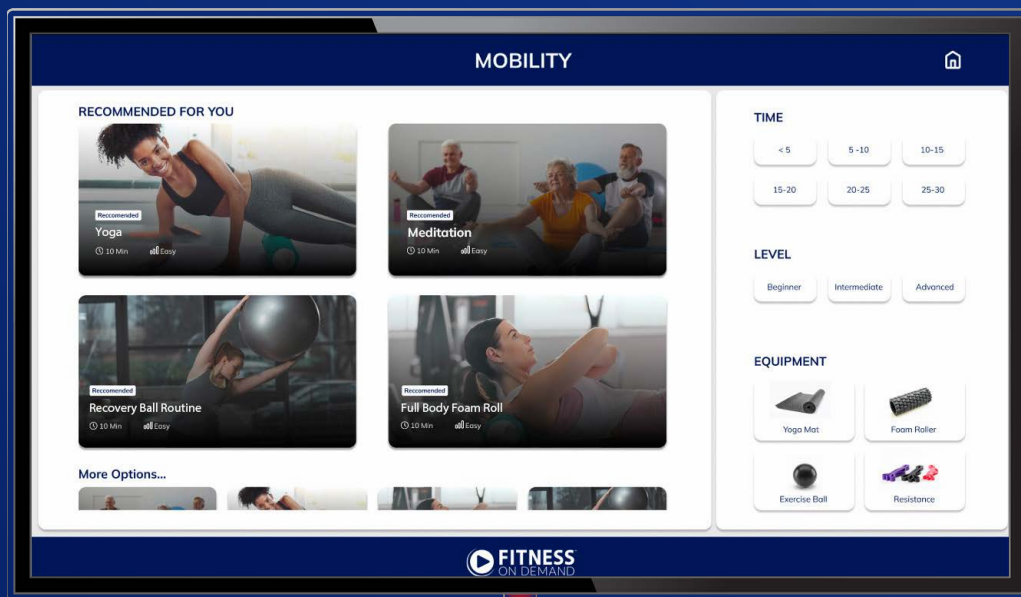 MOBILITY
RECOMMENDED FOR YOU
Reccomended
Yoga
10 Min Easy
Reccomended
Meditation
10 Min Easy
Reccomended
Recovery Ball Routine
10 Min Easy
Reccomended
Full Body Foam Roll
10 Min Easy
More Options...
TIME
< 5 5 -10 10-15
15-20 20-25 25-30
LEVEL
Beginner Intermediate Advanced
EQUIPMENT
Yoga Mat Foam Roller
Exercise Ball Resistance
FITNESS
ON DEMAND